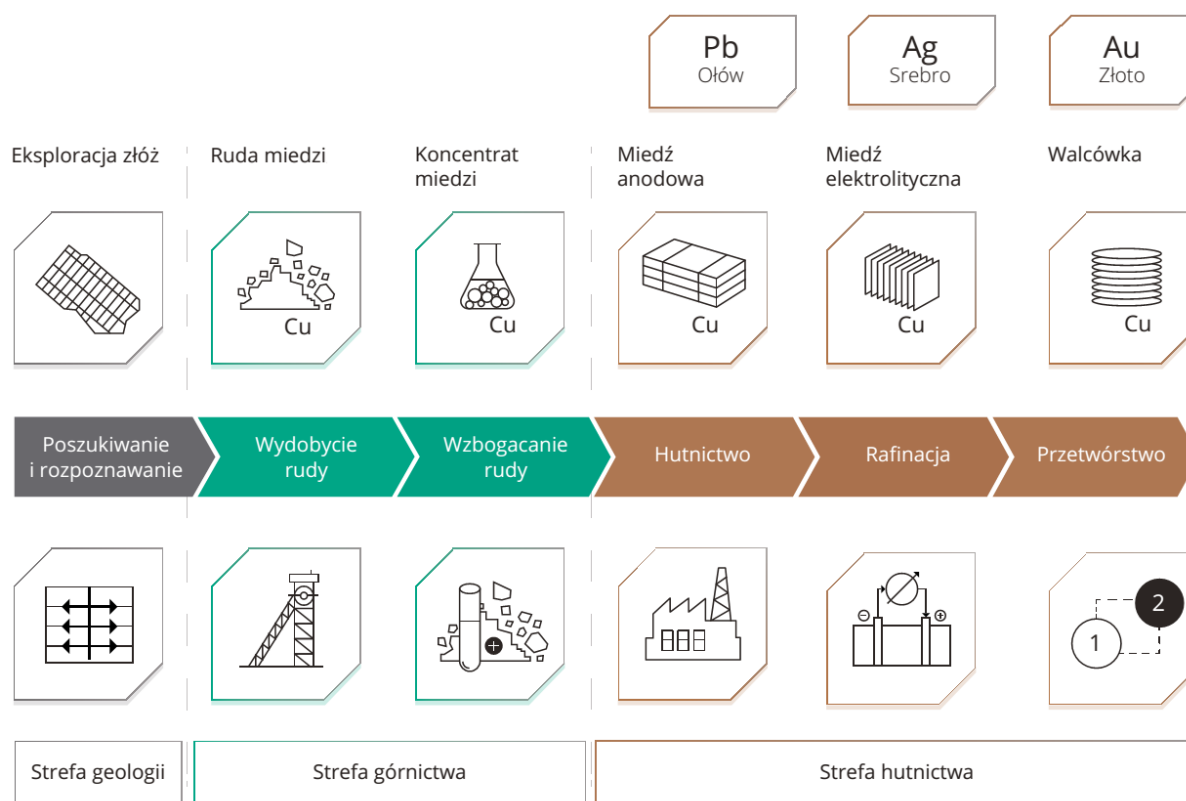 Pb
Ołów
Ag
Srebro
Au
Złoto
Eksploracja złóż
Ruda miedzi
Koncentrat
miedzi
Miedź
anodowa
Miedź
elektrolityczna
Walcówka
Cu
Cu
Cu
Cu
Cu
Poszukiwanie
i rozpoznawanie
Wydobycie
rudy
Wzbogacanie
rudy
Hutnictwo
Rafinacja
Przetwórstwo
+
−
+
1
2
Strefa geologii
Strefa górnictwa
Strefa hutnictwa